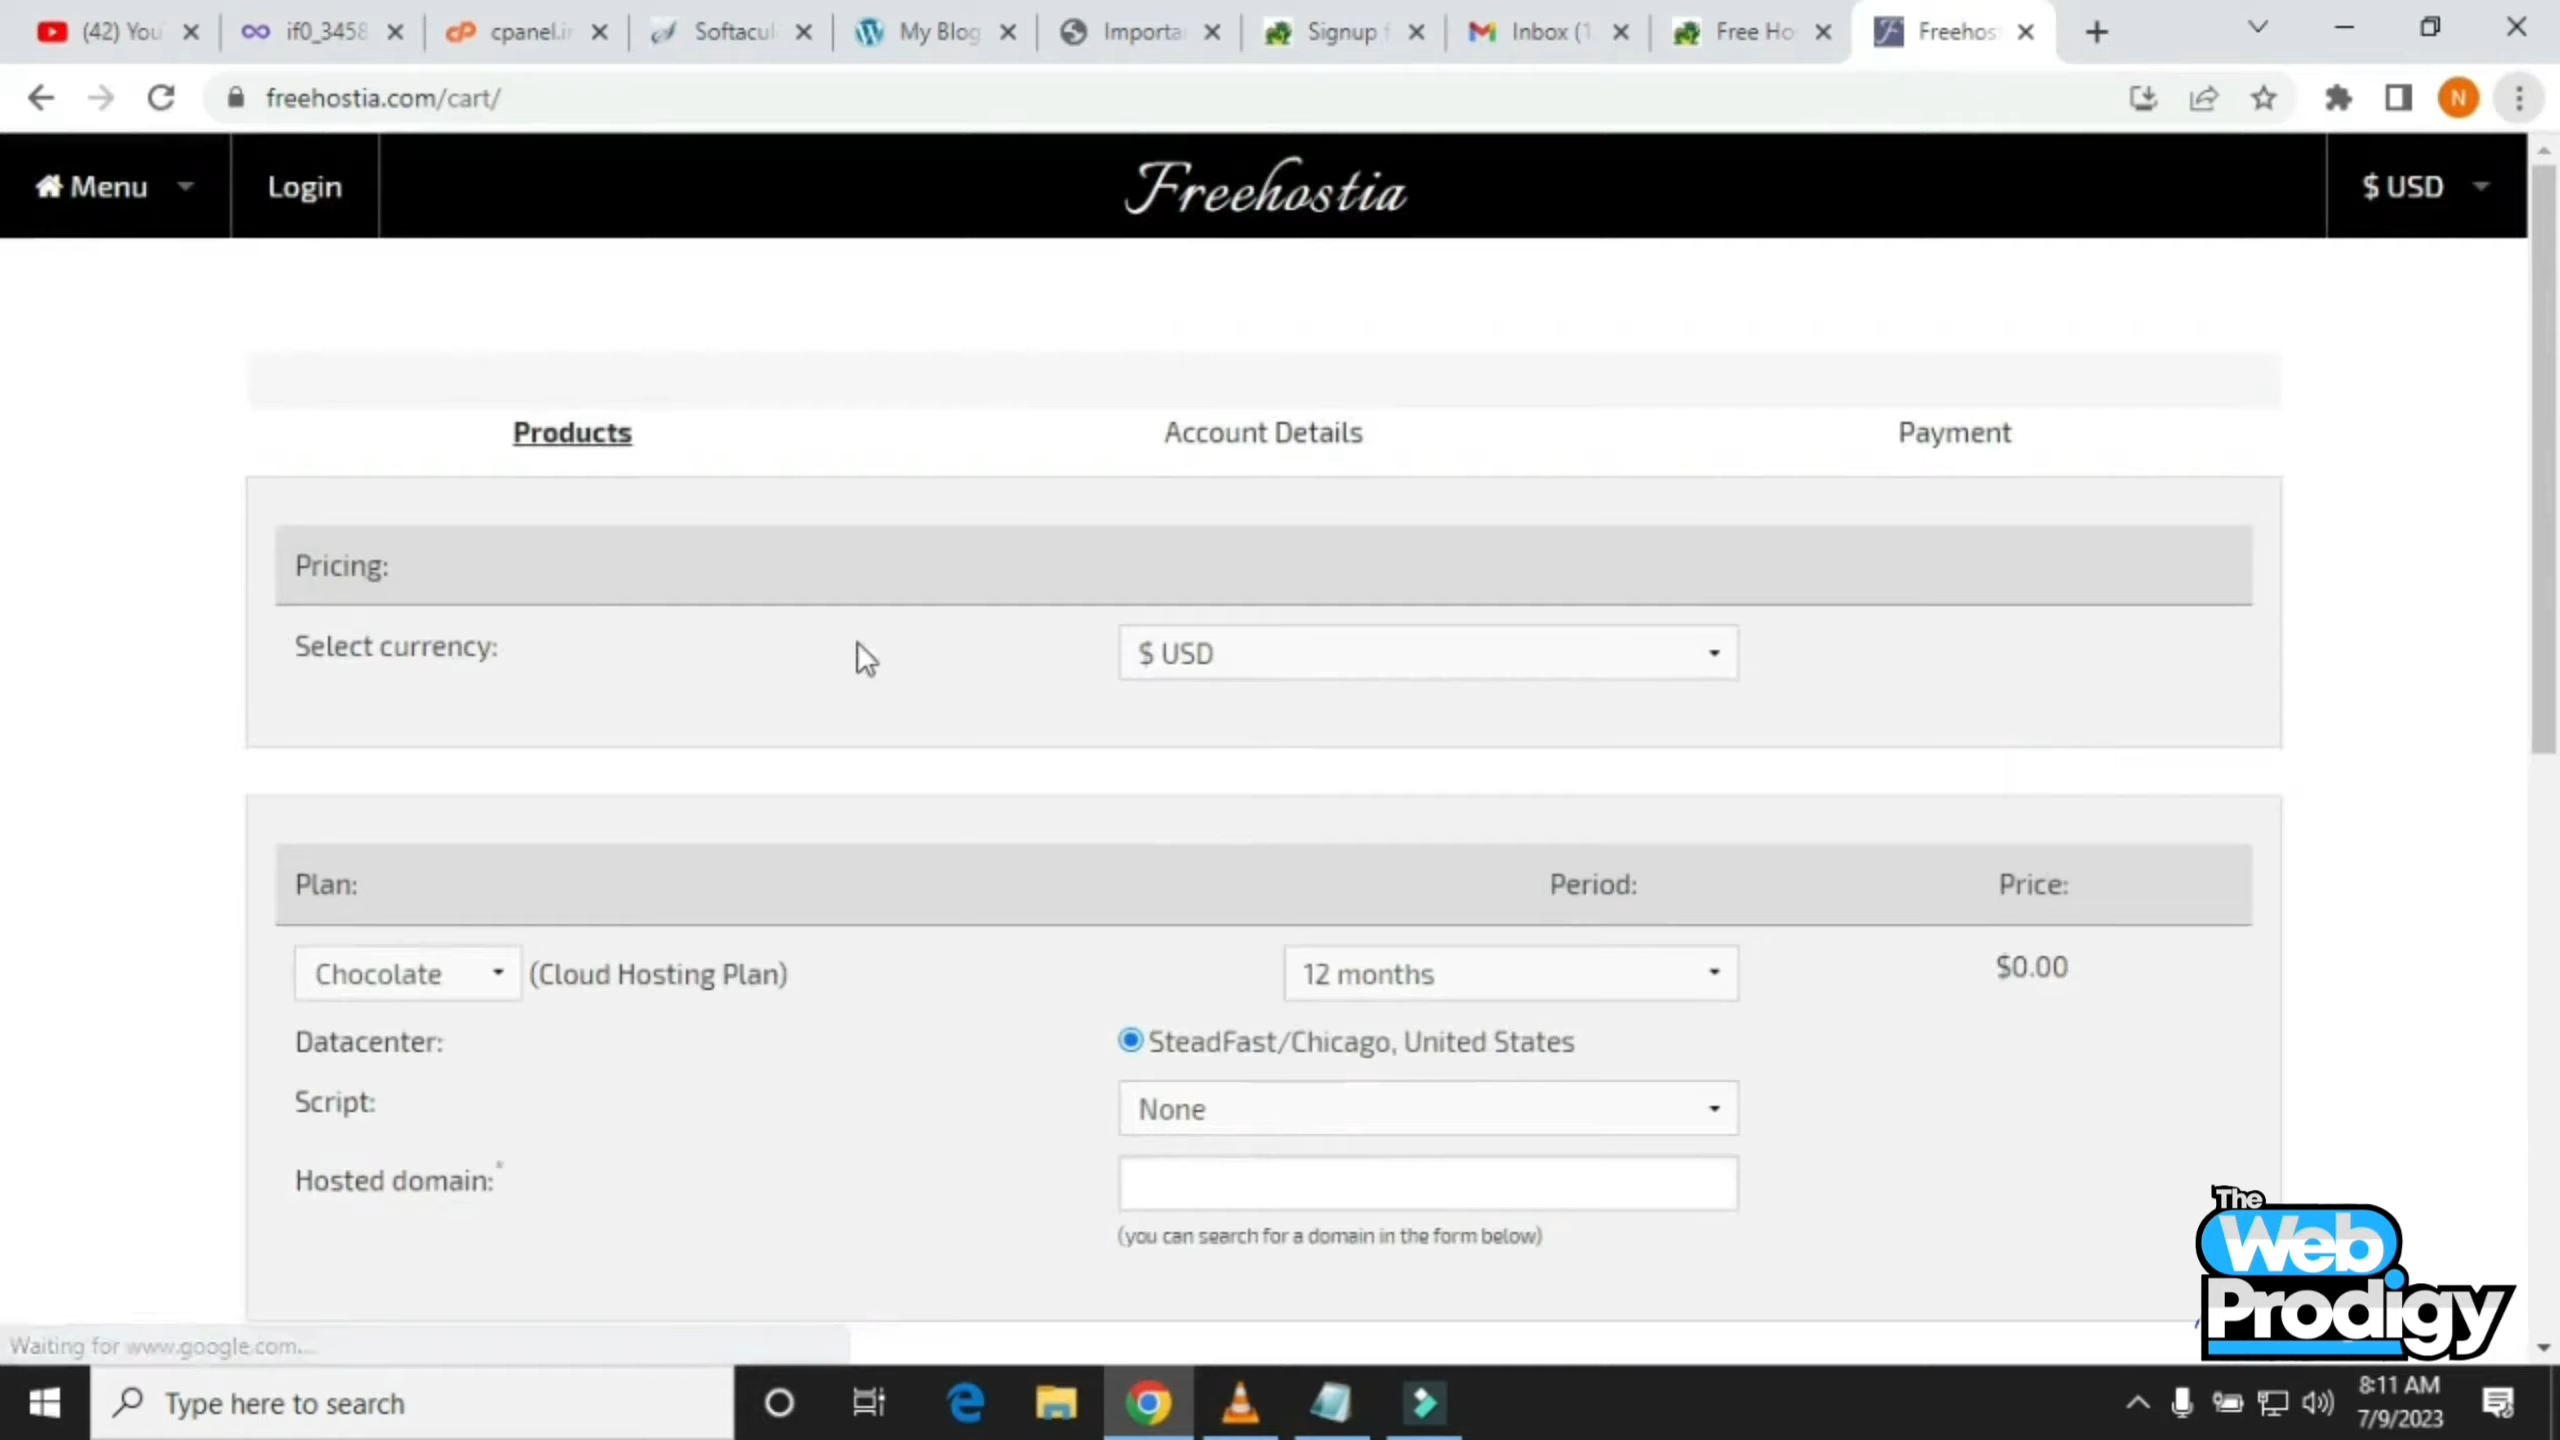 (42) You
if0_3458
cpanel.in
Softacul
My Blog
Importa
Signup f
Inbox (1
Free Ho
Freehos
freehostia.com/cart/
N
Menu
Login
Freehostia
$ USD
Products
Account Details
Payment
Pricing:
Select currency:
$ USD
Plan:
Period:
Price:
Chocolate
(Cloud Hosting Plan)
12 months
$0.00
Datacenter:
SteadFast/Chicago, United States
Script:
None
Hosted domain:*
(you can search for a domain in the form below)
The
Web
Prodigy
Waiting for www.google.com...
Type here to search
8:11 AM
7/9/2023